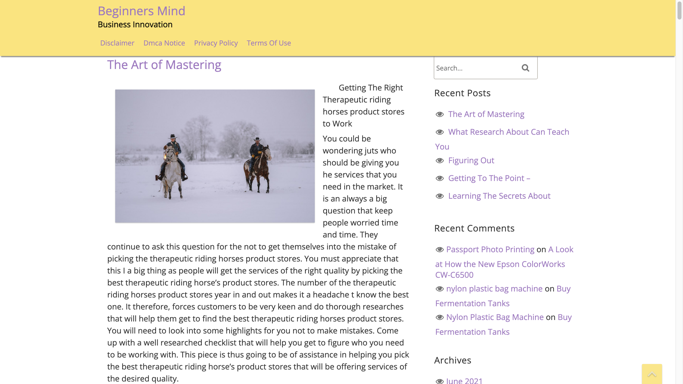 Beginners Mind
Business Innovation
Disclaimer
Dmca Notice
Privacy Policy
Terms Of Use
The Art of Mastering
Getting The Right
Therapeutic riding
horses product stores
to Work
You could be
wondering juts who
should be giving you
he services that you
need in the market. It
is an always a big
question that keep
people worried time
and time. They
continue to ask this question for the not to get themselves into the mistake of
picking the therapeutic riding horses product stores. You must appreciate that
this I a big thing as people will get the services of the right quality by picking the
best therapeutic riding horse’s product stores. The number of the therapeutic
riding horses product stores year in and out makes it a headache t know the best
one. It therefore, forces customers to be very keen and do thorough researches
that will help them get to find the best therapeutic riding horses product stores.
You will need to look into some highlights for you not to make mistakes. Come
up with a well researched checklist that will help you get to figure who you need
to be working with. This piece is thus going to be of assistance in helping you pick
the best therapeutic riding horse’s product stores that will be offering services of
the desired quality.
Search...
Recent Posts
The Art of Mastering
What Research About Can Teach
You
Figuring Out
Getting To The Point –
Learning The Secrets About
Recent Comments
Passport Photo Printing on A Look
at How the New Epson ColorWorks
CW-C6500
nylon plastic bag machine on Buy
Fermentation Tanks
Nylon Plastic Bag Machine on Buy
Fermentation Tanks
Archives
June 2021